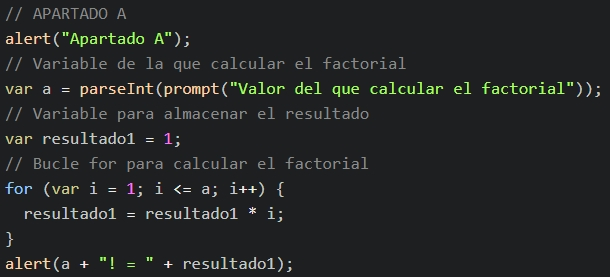 // APARTADO A
alert("Apartado A");
// Variable de la que calcular el factorial
var a = parseInt(prompt("Valor del que calcular el factorial"));
// Variable para almacenar el resultado
var resultado1 = 1;
// Bucle for para calcular el factorial
for (var i = 1; i <= a; i++) {
  resultado1 = resultado1 * i;
}
alert(a + "! = " + resultado1);